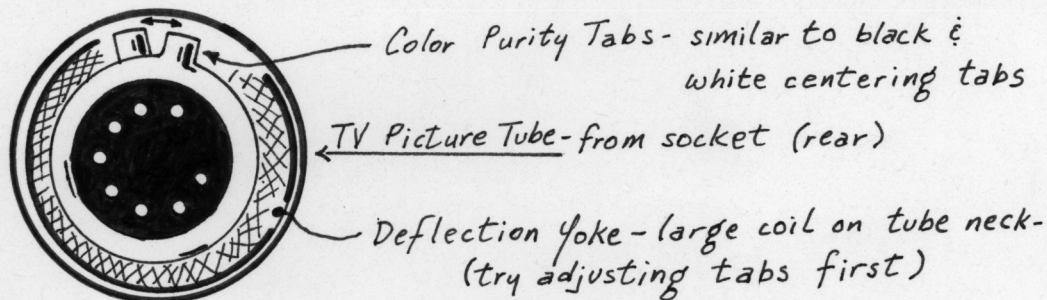 Color Purity Tabs - similar to black &
white centering tabs
TV Picture Tube - from socket (rear)
Deflection Yoke - large coil on tube neck -
(try adjusting tabs first)